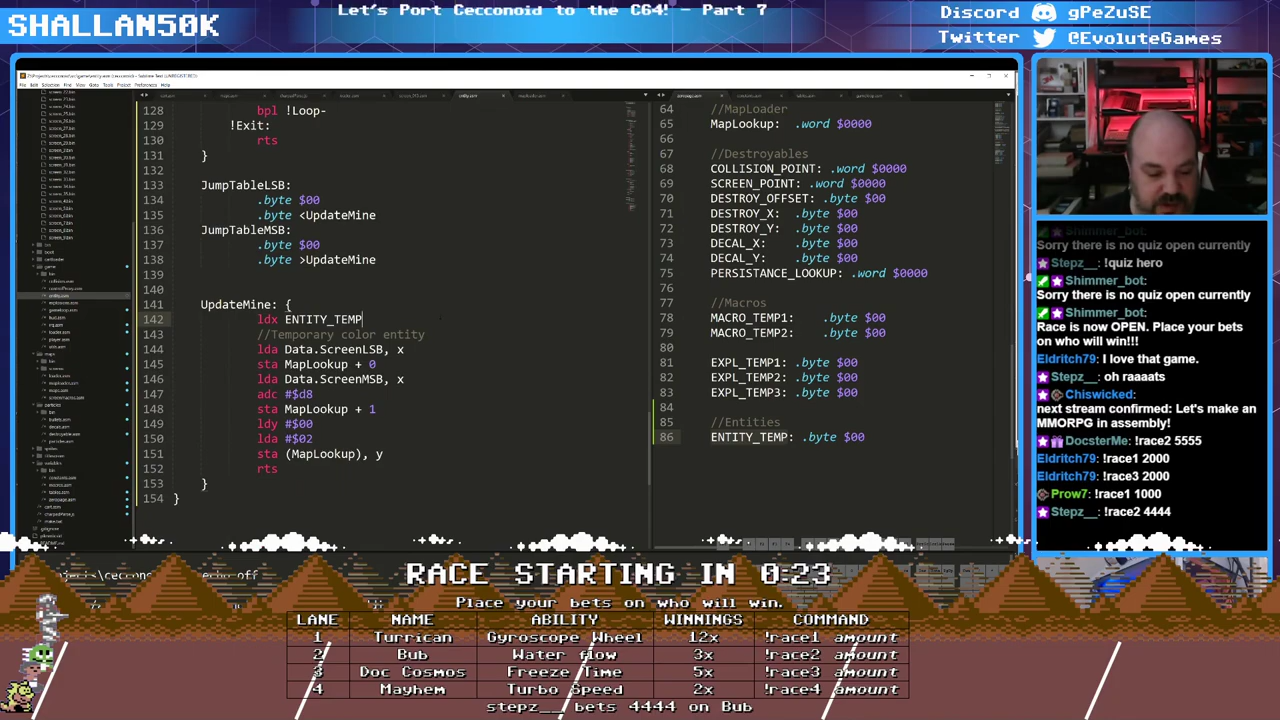 SHALLAN50K
Let's Port Cecconoid to the C64! - Part 7
Discord gPeZuSE
Twitter @EvoluteGames
128 bpl !Loop-
129 !Exit:
130 rts
131 }
132
133 JumpTableLSB:
134 .byte $00
135 .byte <UpdateMine
136 JumpTableMSB:
137 .byte $00
138 .byte >UpdateMine
139
140
141 UpdateMine: {
142 ldx ENTITY_TEMP
143 //Temporary color entity
144 lda Data.ScreenLSB, x
145 sta MapLookup + 0
146 lda Data.ScreenMSB, x
147 adc #$d8
148 sta MapLookup + 1
149 ldy #$00
150 lda #$02
151 sta (MapLookup), y
152 rts
153 }
154 }
64 //MapLoader
65 MapLookup: .word $0000
66
67 //Destroyables
68 COLLISION_POINT: .word $0000
69 SCREEN_POINT: .word $0000
70 DESTROY_OFFSET: .byte $00
71 DESTROY_X: .byte $00
72 DESTROY_Y: .byte $00
73 DECAL_X: .byte $00
74 DECAL_Y: .byte $00
75 PERSISTANCE_LOOKUP: .word $0000
76
77 //Macros
78 MACRO_TEMP1: .byte $00
79 MACRO_TEMP2: .byte $00
80
81 EXPL_TEMP1: .byte $00
82 EXPL_TEMP2: .byte $00
83 EXPL_TEMP3: .byte $00
84
85 //Entities
86 ENTITY_TEMP: .byte $00
Shimmer_bot:
Sorry there is no quiz open currently
Stepz__: !quiz hero
Shimmer_bot:
Sorry there is no quiz open currently
Shimmer_bot:
Race is now OPEN. Place your
bets on who will win!!!
Eldritch79: I love that game.
Stepz__: oh raaaats
Chiswicked:
next stream confirmed: Let's make an
MMORPG in assembly!
DocsterMe: !race2 5555
Eldritch79: !race1 2000
Eldritch79: !race3 2000
Prow7: !race1 1000
Stepz__: !race2 4444
RACE STARTING IN 0:23
Place your bets on who will win.
LANE NAME ABILITY WINNINGS COMMAND
1 Turrican Gyroscope Wheel 12x !race1 amount
2 Bub Water flow 3x !race2 amount
3 Doc Cosmos Freeze Time 5x !race3 amount
4 Mayhem Turbo Speed 2x !race4 amount
stepz__ bets 4444 on Bub